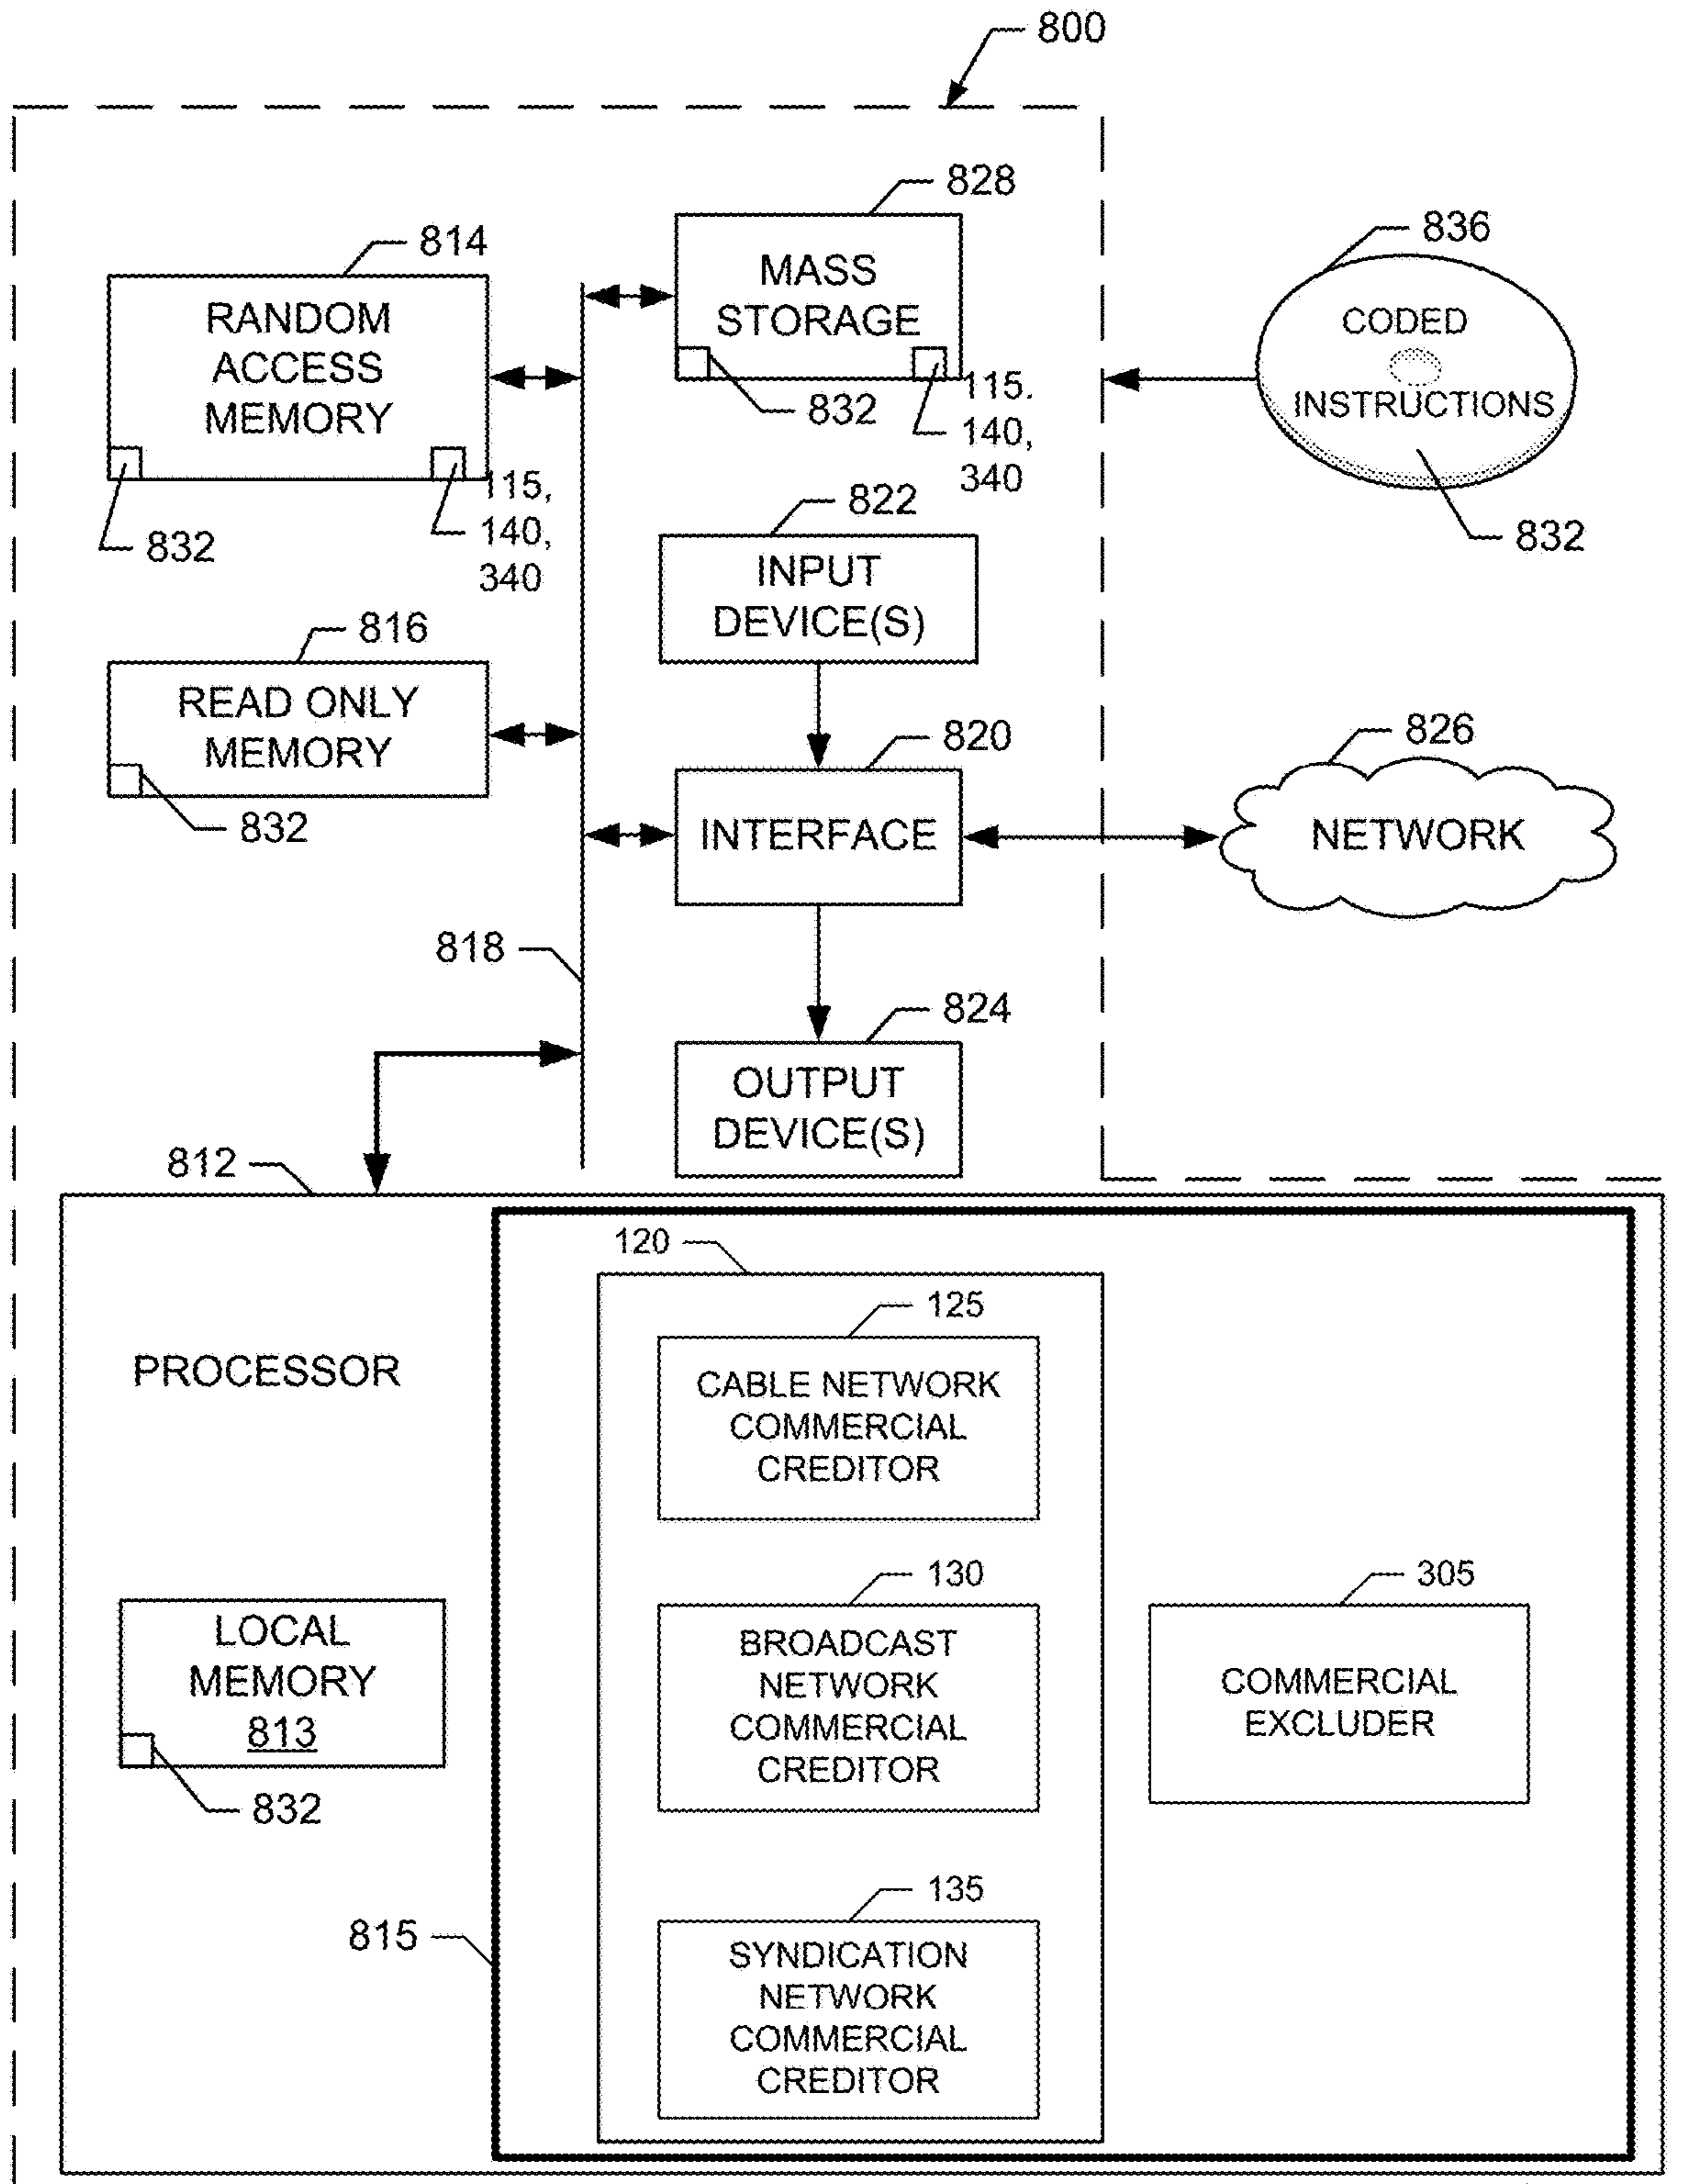 800
828
MASS
STORAGE
832
115.
140,
340
814
RANDOM
ACCESS
MEMORY
832
115,
140,
340
836
CODED
INSTRUCTIONS
832
822
INPUT
DEVICE(S)
816
READ ONLY
MEMORY
832
820
INTERFACE
826
NETWORK
818
824
OUTPUT
DEVICE(S)
812
PROCESSOR
LOCAL
MEMORY
813
832
815
120
125
CABLE NETWORK
COMMERCIAL
CREDITOR
130
BROADCAST
NETWORK
COMMERCIAL
CREDITOR
135
SYNDICATION
NETWORK
COMMERCIAL
CREDITOR
305
COMMERCIAL
EXCLUDER